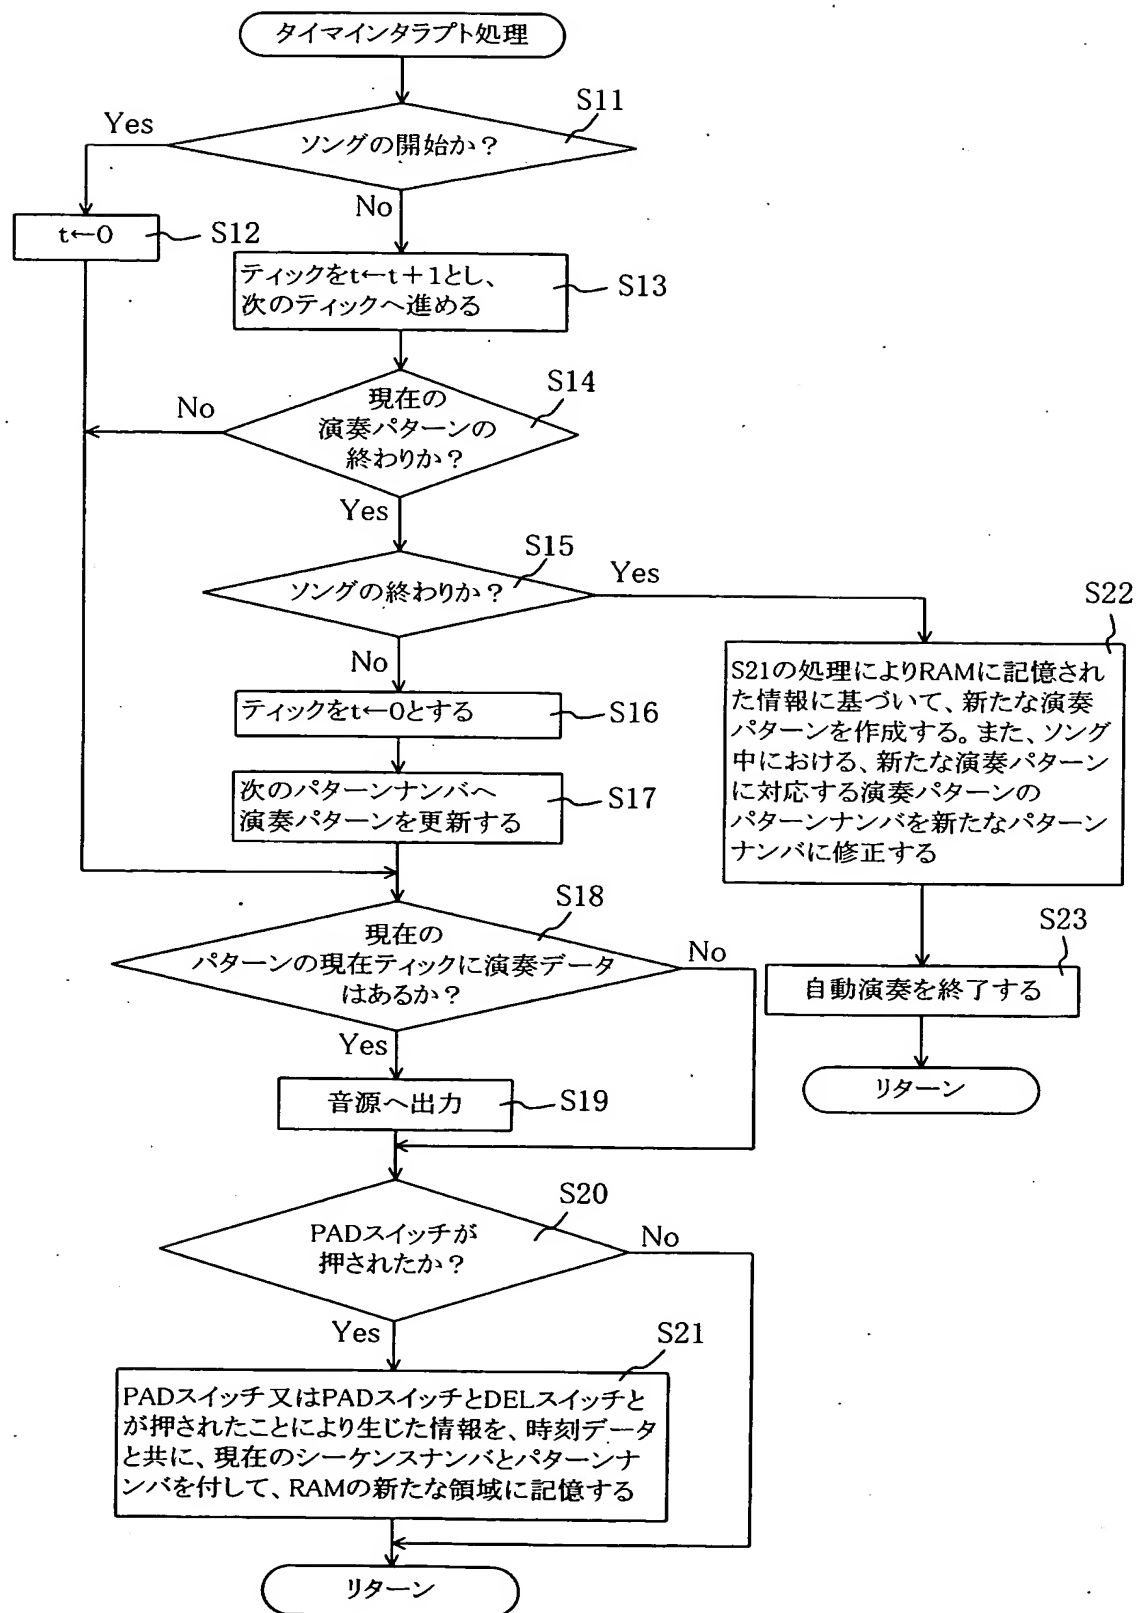 タイマインタラプト処理
S11
Yes
ソングの開始か？
No
t←0
S12
ティックをt←t＋1とし、
次のティックへ進める
S13
S14
No
現在の
演奏パターンの
終わりか？
Yes
S15
ソングの終わりか？
Yes
No
S22
S21の処理によりRAMに記憶され
た情報に基づいて、新たな演奏
パターンを作成する。また、ソング
中における、新たな演奏パターン
に対応する演奏パターンの
パターンナンバを新たなパターン
ナンバに修正する
ティックをt←0とする
S16
次のパターンナンバへ
演奏パターンを更新する
S17
S18
現在の
パターンの現在ティックに演奏データ
はあるか？
No
Yes
S23
自動演奏を終了する
リターン
音源へ出力
S19
S20
PADスイッチが
押されたか？
No
Yes
S21
PADスイッチ又はPADスイッチとDELスイッチと
が押されたことにより生じた情報を、時刻データ
と共に、現在のシーケンスナンバとパターンナ
ンバを付して、RAMの新たな領域に記憶する
リターン